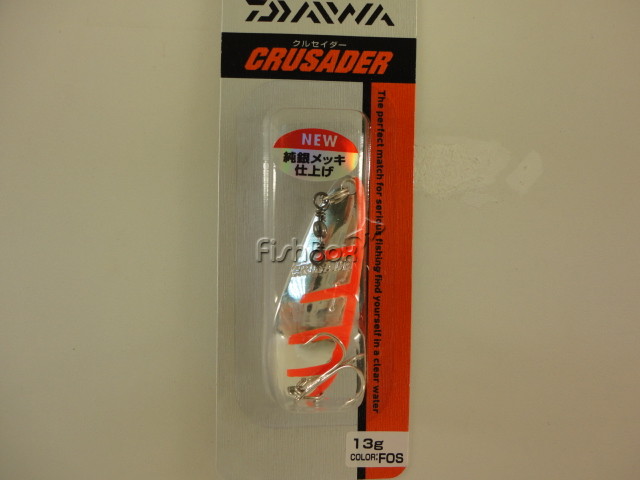 DAIWA
クルセイダー
CRUSADER
The perfect match for serious fishing find yourself in a clear water
NEW
純銀メッキ
仕上げ
13g
COLOR:FOS